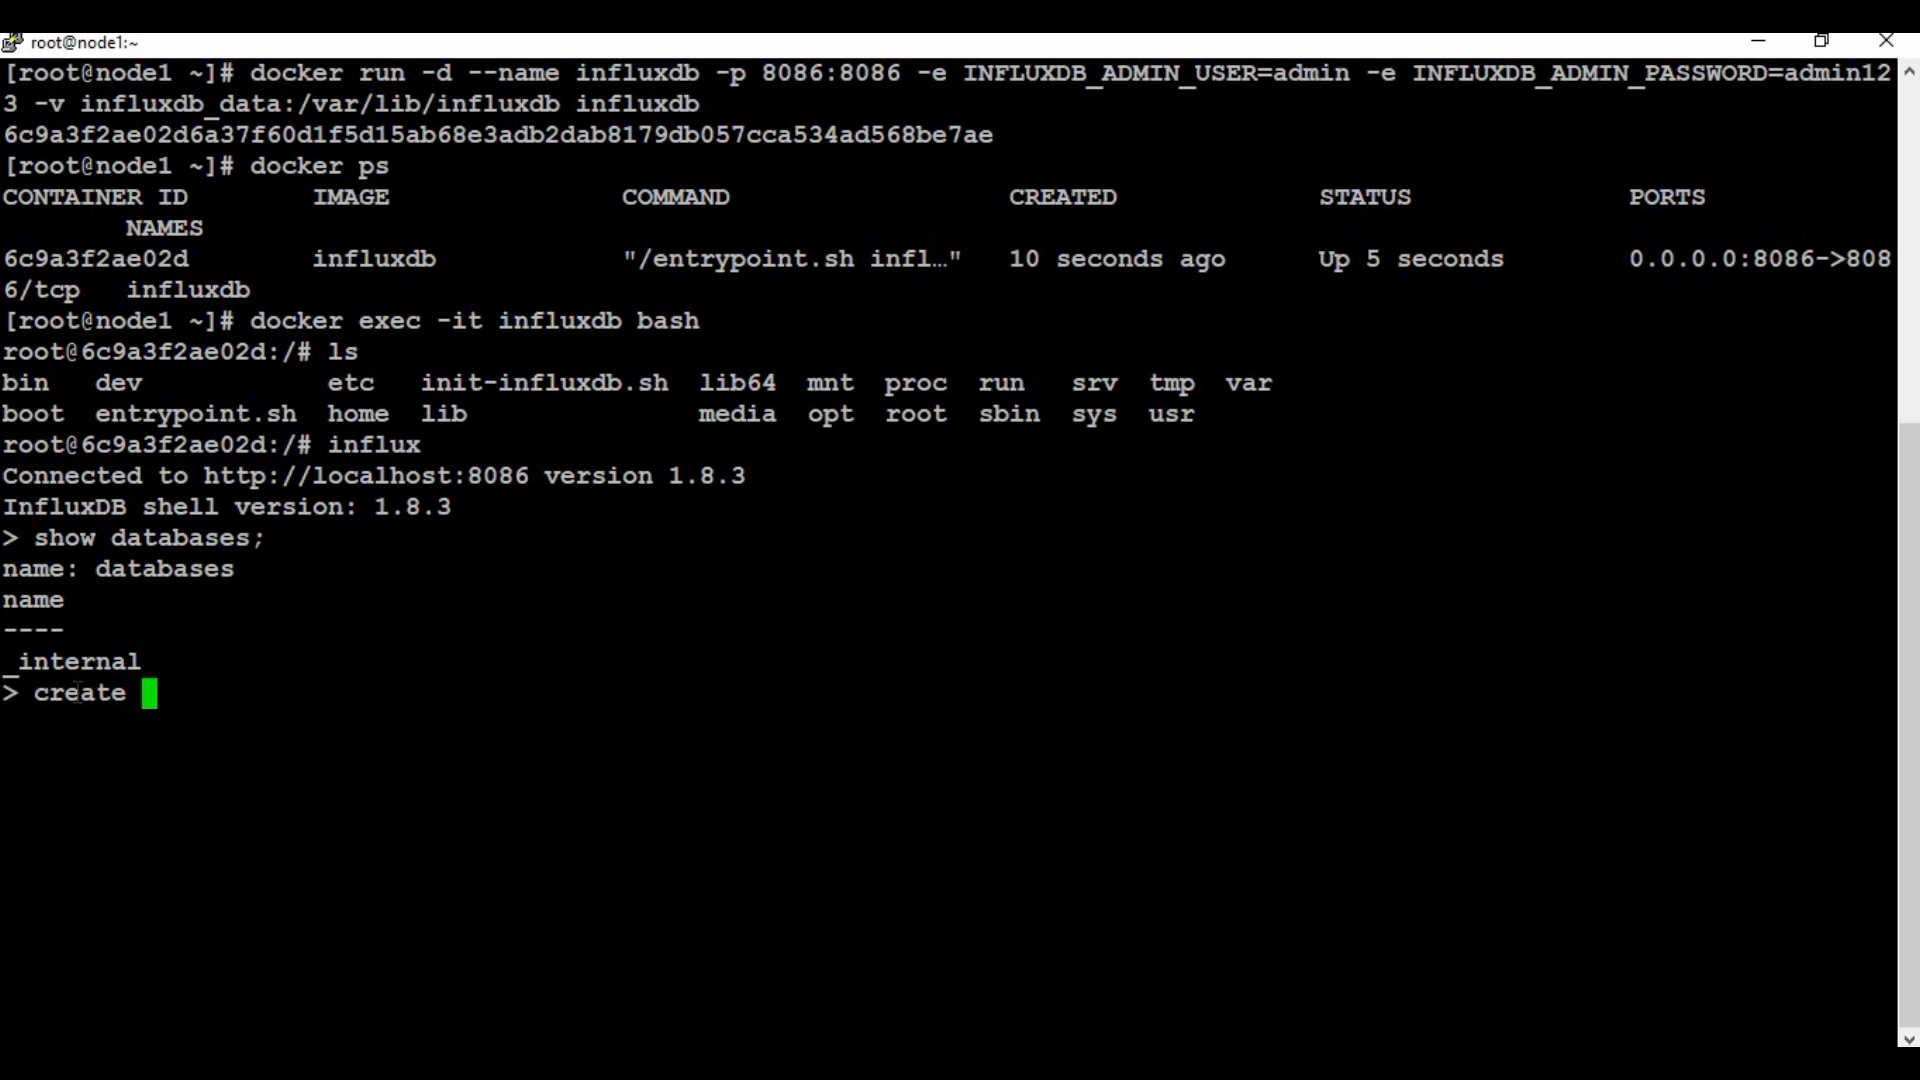 root@node1:~
[root@node1 ~]# docker run -d --name influxdb -p 8086:8086 -e INFLUXDB_ADMIN_USER=admin -e INFLUXDB_ADMIN_PASSWORD=admin12
3 -v influxdb_data:/var/lib/influxdb influxdb
6c9a3f2ae02d6a37f60d1f5d15ab68e3adb2dab8179db057cca534ad568be7ae
[root@node1 ~]# docker ps
CONTAINER ID        IMAGE               COMMAND                  CREATED             STATUS              PORTS
        NAMES
6c9a3f2ae02d        influxdb            "/entrypoint.sh infl…"   10 seconds ago      Up 5 seconds        0.0.0.0:8086->808
6/tcp   influxdb
[root@node1 ~]# docker exec -it influxdb bash
root@6c9a3f2ae02d:/# ls
bin   dev            etc   init-influxdb.sh  lib64  mnt  proc  run   srv  tmp  var
boot  entrypoint.sh  home  lib               media  opt  root  sbin  sys  usr
root@6c9a3f2ae02d:/# influx
Connected to http://localhost:8086 version 1.8.3
InfluxDB shell version: 1.8.3
> show databases;
name: databases
name
----
_internal
> create